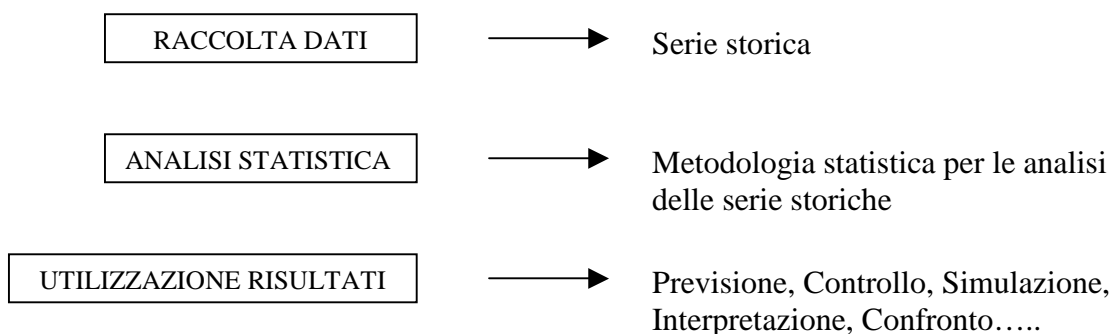 RACCOLTA DATI
Serie storica
ANALISI STATISTICA
Metodologia statistica per le analisi
delle serie storiche
UTILIZZAZIONE RISULTATI
Previsione, Controllo, Simulazione,
Interpretazione, Confronto…..